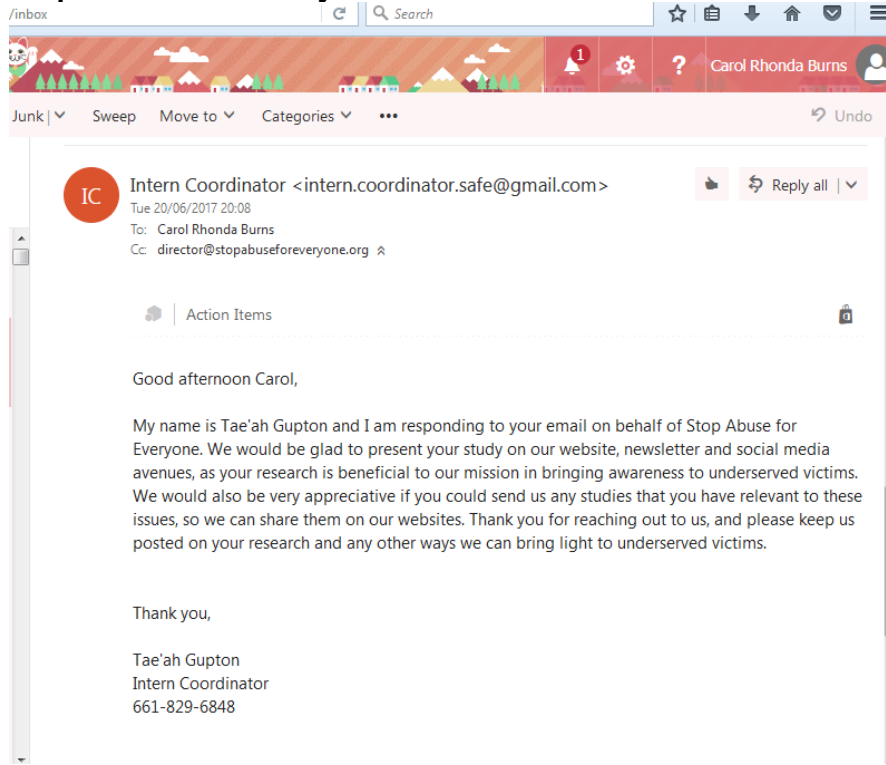 /inbox
Search
1
?
Carol Rhonda Burns
Junk |
Sweep
Move to
Categories
•••
Undo
IC
Intern Coordinator <intern.coordinator.safe@gmail.com>
Reply all |
Tue 20/06/2017 20:08
To: Carol Rhonda Burns
Cc: director@stopabuseforeveryone.org
Action Items
Good afternoon Carol,
My name is Tae'ah Gupton and I am responding to your email on behalf of Stop Abuse for
Everyone. We would be glad to present your study on our website, newsletter and social media
avenues, as your research is beneficial to our mission in bringing awareness to underserved victims.
We would also be very appreciative if you could send us any studies that you have relevant to these
issues, so we can share them on our websites. Thank you for reaching out to us, and please keep us
posted on your research and any other ways we can bring light to underserved victims.
Thank you,
Tae'ah Gupton
Intern Coordinator
661-829-6848